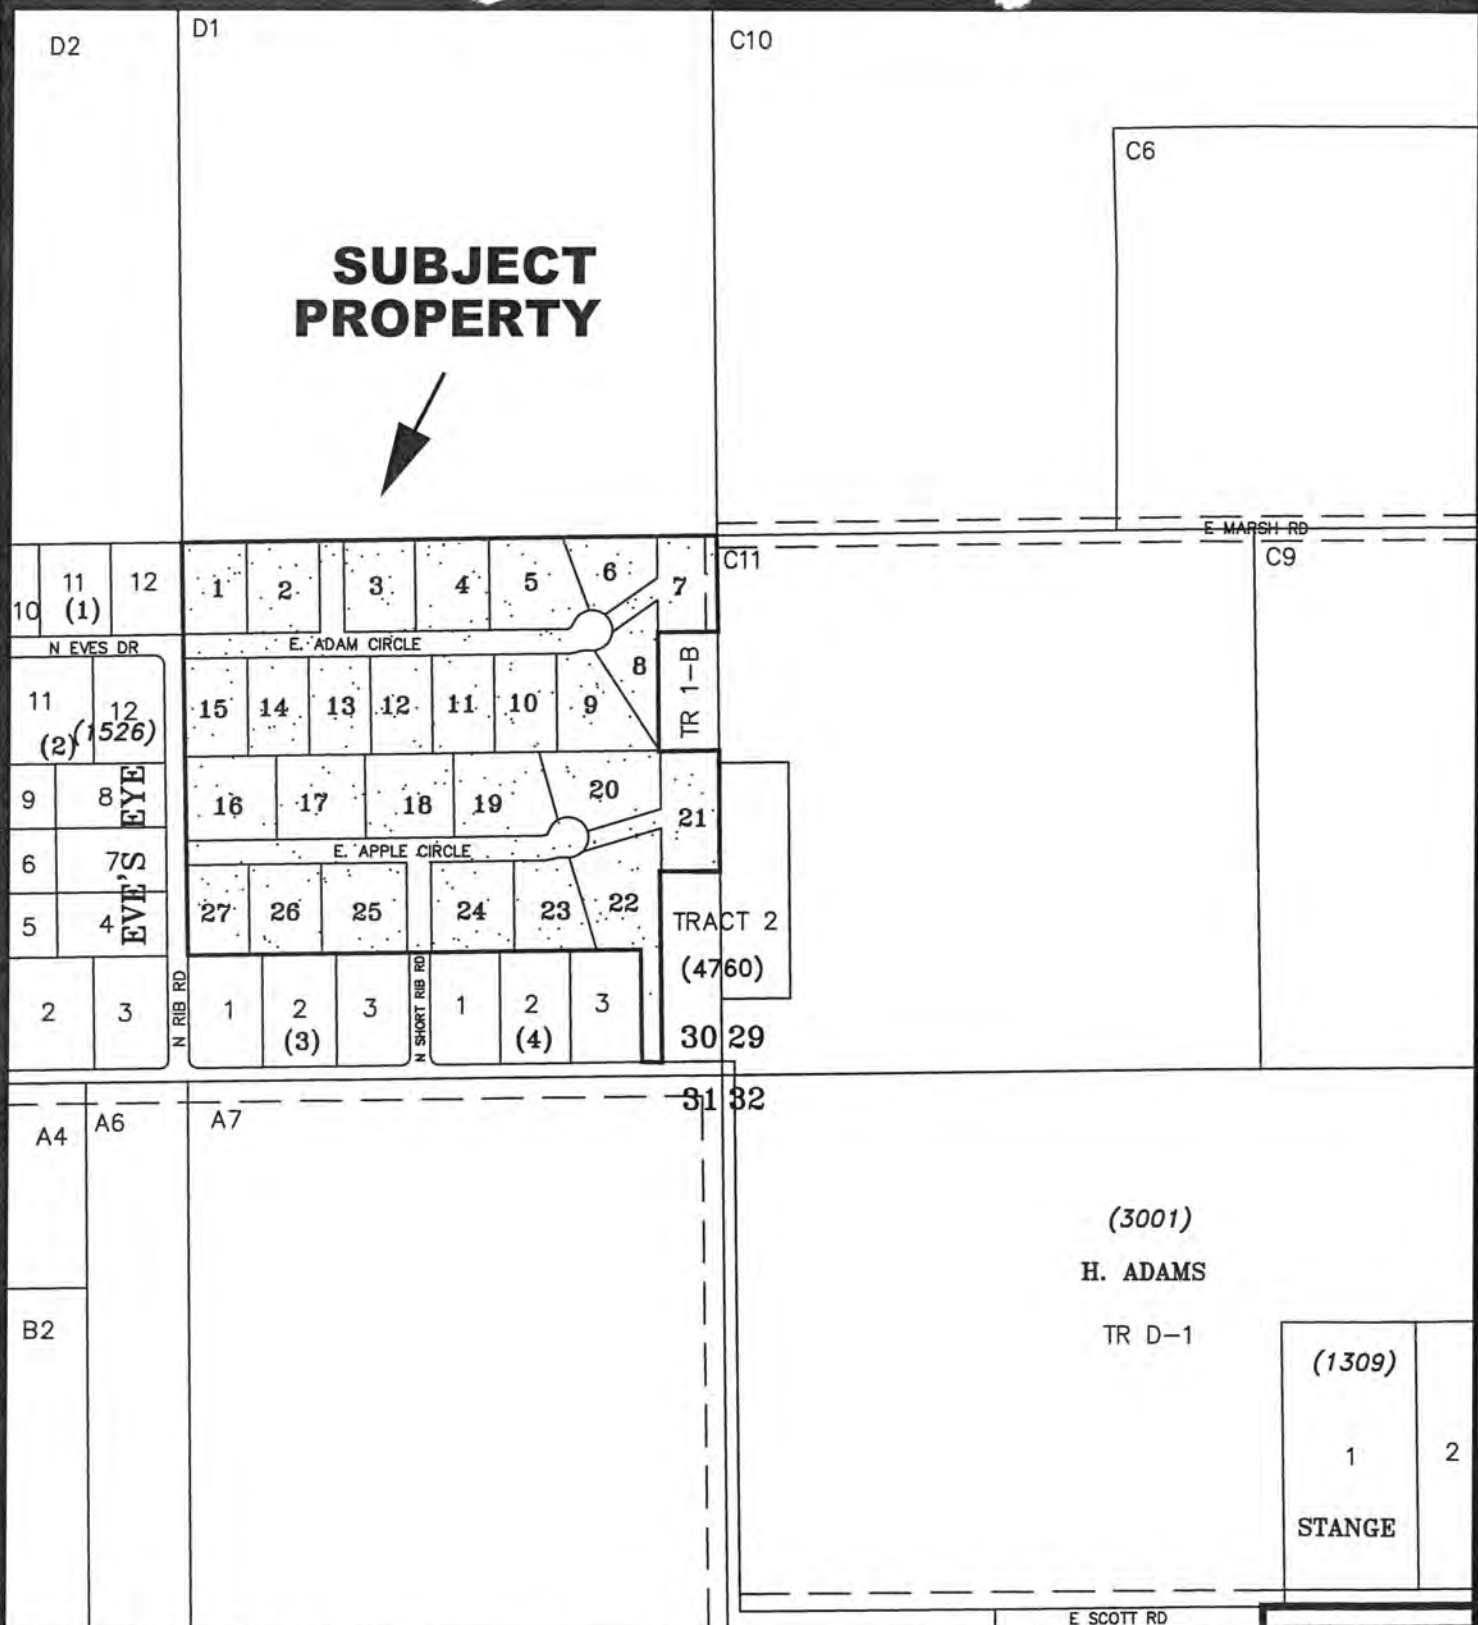 D2
D1
C10
C6
SUBJECT
PROPERTY
E MARSH RD
C11
C9
10
11
(1)
12
1
2
3
4
5
6
7
N EVES DR
E. ADAM CIRCLE
8
TR 1-B
11
(2)
12
(1526)
15
14
13
12
11
10
9
9
8
EVE'S EYE
16
17
18
19
20
21
6
7
E. APPLE CIRCLE
5
4
27
26
25
24
23
22
TRACT 2
(4760)
2
3
N RIB RD
1
2
(3)
3
N SHORT RIB RD
1
2
(4)
3
30 29
31 32
A4
A6
A7
B2
(3001)
H. ADAMS
TR D-1
(1309)
1
2
STANGE
E SCOTT RD